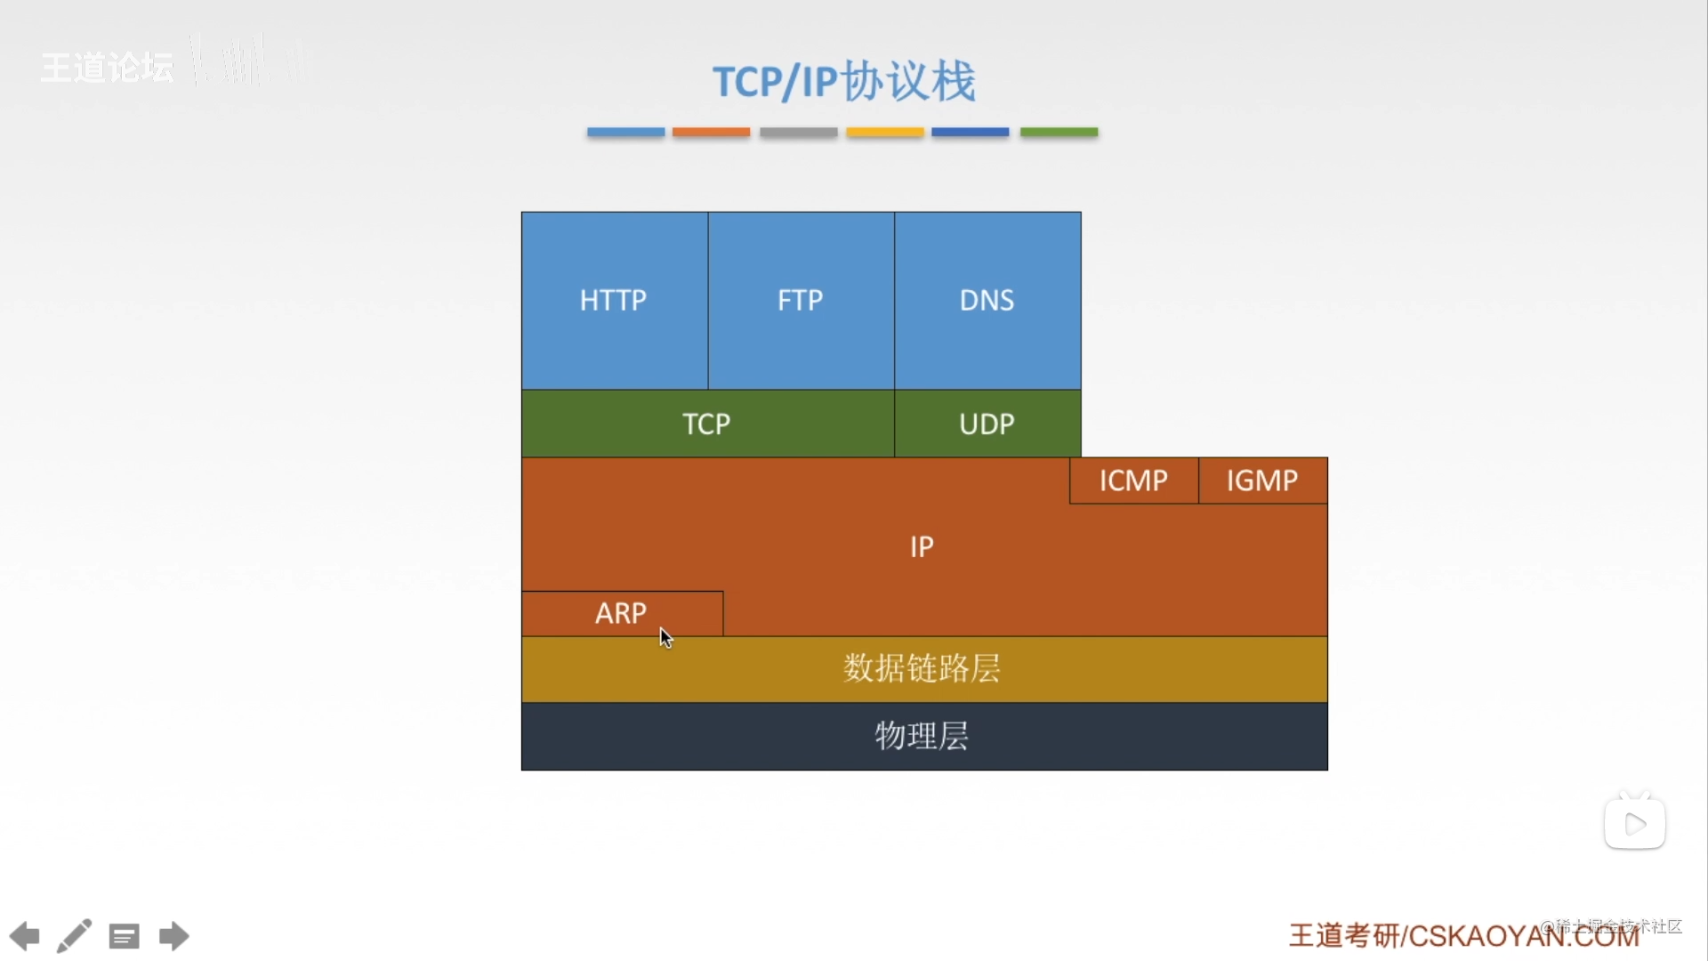 王道论坛
TCP/IP协议栈
HTTP FTP DNS
TCP UDP
ICMP IGMP
IP
ARP
数据链路层
物理层
王道考研/CSKAOYAN.COM
@稀土掘金技术社区